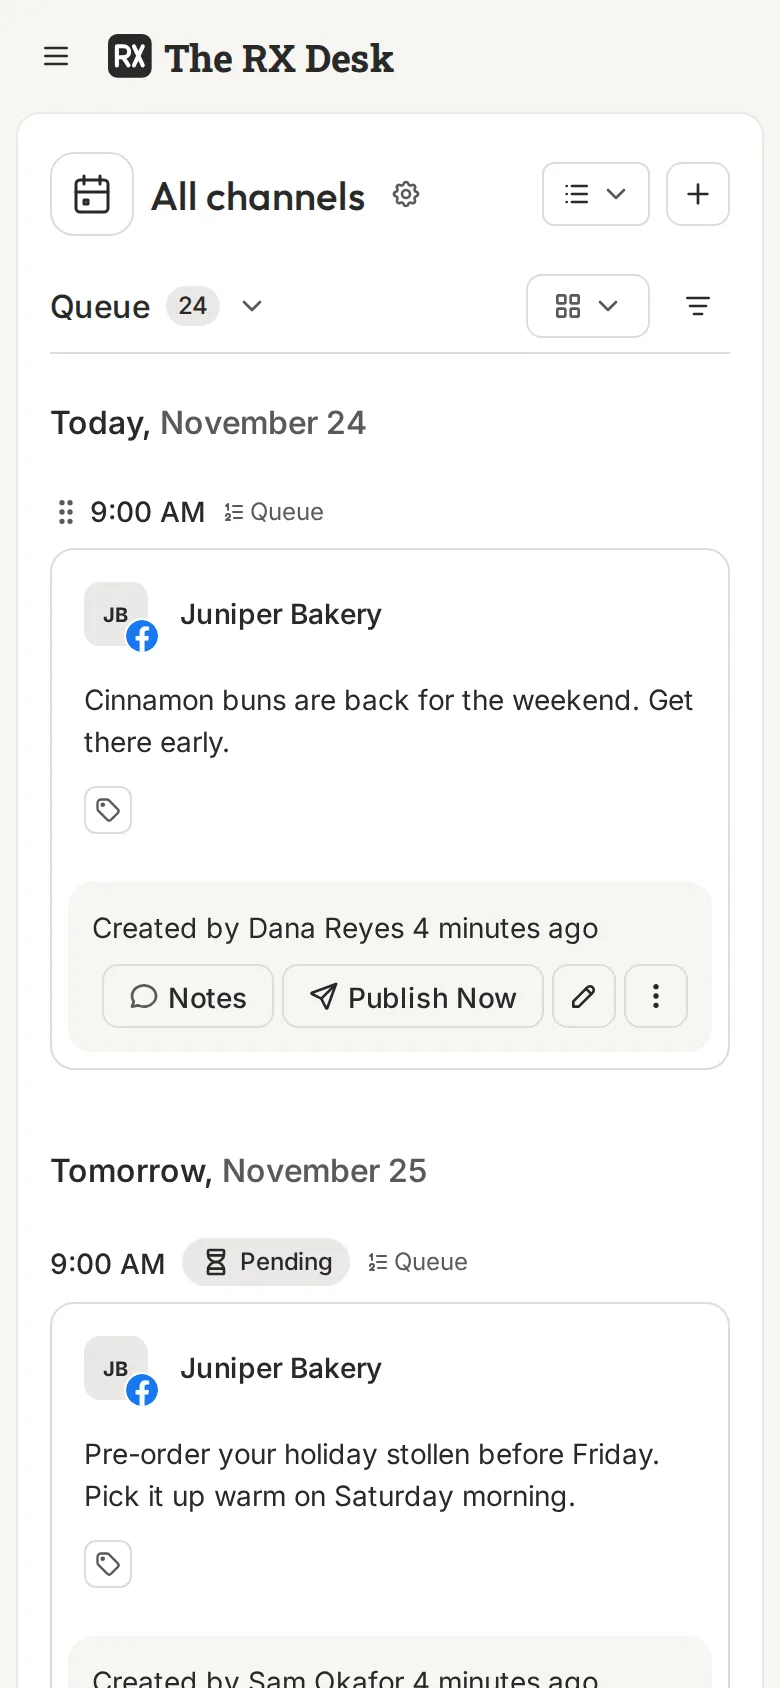 RX The RX Desk
All channels
Queue 24
Today, November 24
9:00 AM Queue
JB Juniper Bakery
Cinnamon buns are back for the weekend. Get
there early.
Created by Dana Reyes 4 minutes ago
Notes Publish Now
Tomorrow, November 25
9:00 AM Pending Queue
JB Juniper Bakery
Pre-order your holiday stollen before Friday.
Pick it up warm on Saturday morning.
Created by Sam Okafor 4 minutes ago